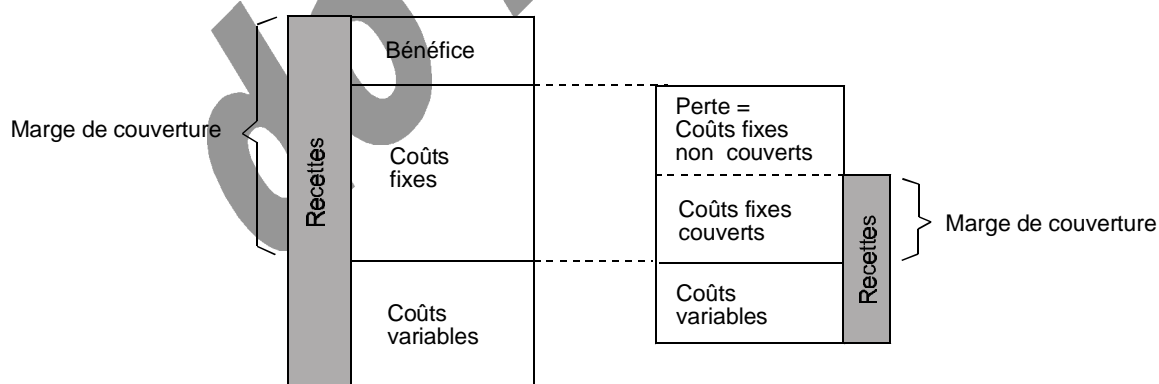 Marge de couverture
Recettes
Bénéfice
Coûts
fixes
Coûts
variables
Perte =
Coûts fixes
non couverts
Coûts fixes
couverts
Coûts
variables
Recettes
Marge de couverture